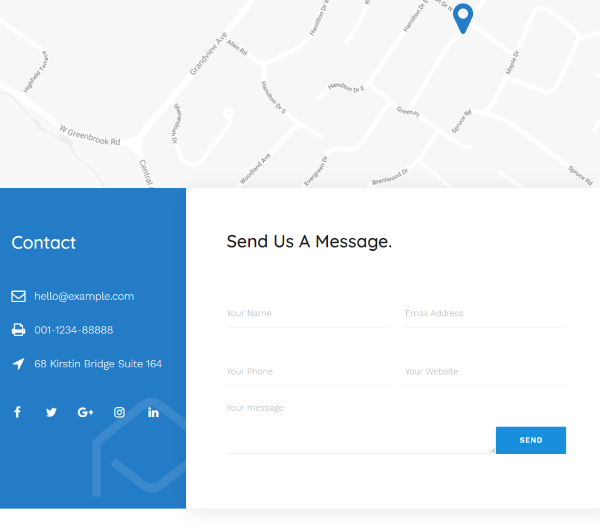 Hamilton Dr
Dr N
Hamilton Dr E
Grandview Ave
Allen Rd
Highfield Terrace
Maple Dr
Hamilton Dr E
Hamilton Dr S
Spruce Rd
W Greenbrook Rd
Central
Woodland Ave
Evergreen Dr
Brentwood Dr
Spruce Rd
Contact
hello@example.com
001-1234-88888
68 Kirstin Bridge Suite 164
Send Us A Message.
Your Name
Email Address
Your Phone
Your Website
Your message
SEND